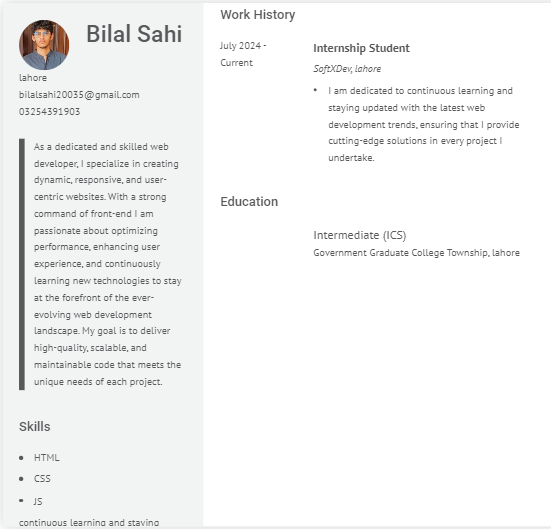 Bilal Sahi
lahore
bilalsahi20035@gmail.com
03254391903
As a dedicated and skilled web
developer, I specialize in creating
dynamic, responsive, and user-
centric websites. With a strong
command of front-end I am
passionate about optimizing
performance, enhancing user
experience, and continuously
learning new technologies to stay
at the forefront of the ever-
evolving web development
landscape. My goal is to deliver
high-quality, scalable, and
maintainable code that meets the
unique needs of each project.
Skills
HTML
CSS
JS
continuous learning and staying
Work History
July 2024 -
Current
Internship Student
SoftXDev, lahore
• I am dedicated to continuous learning and
staying updated with the latest web
development trends, ensuring that I provide
cutting-edge solutions in every project I
undertake.
Education
Intermediate (ICS)
Government Graduate College Township, lahore